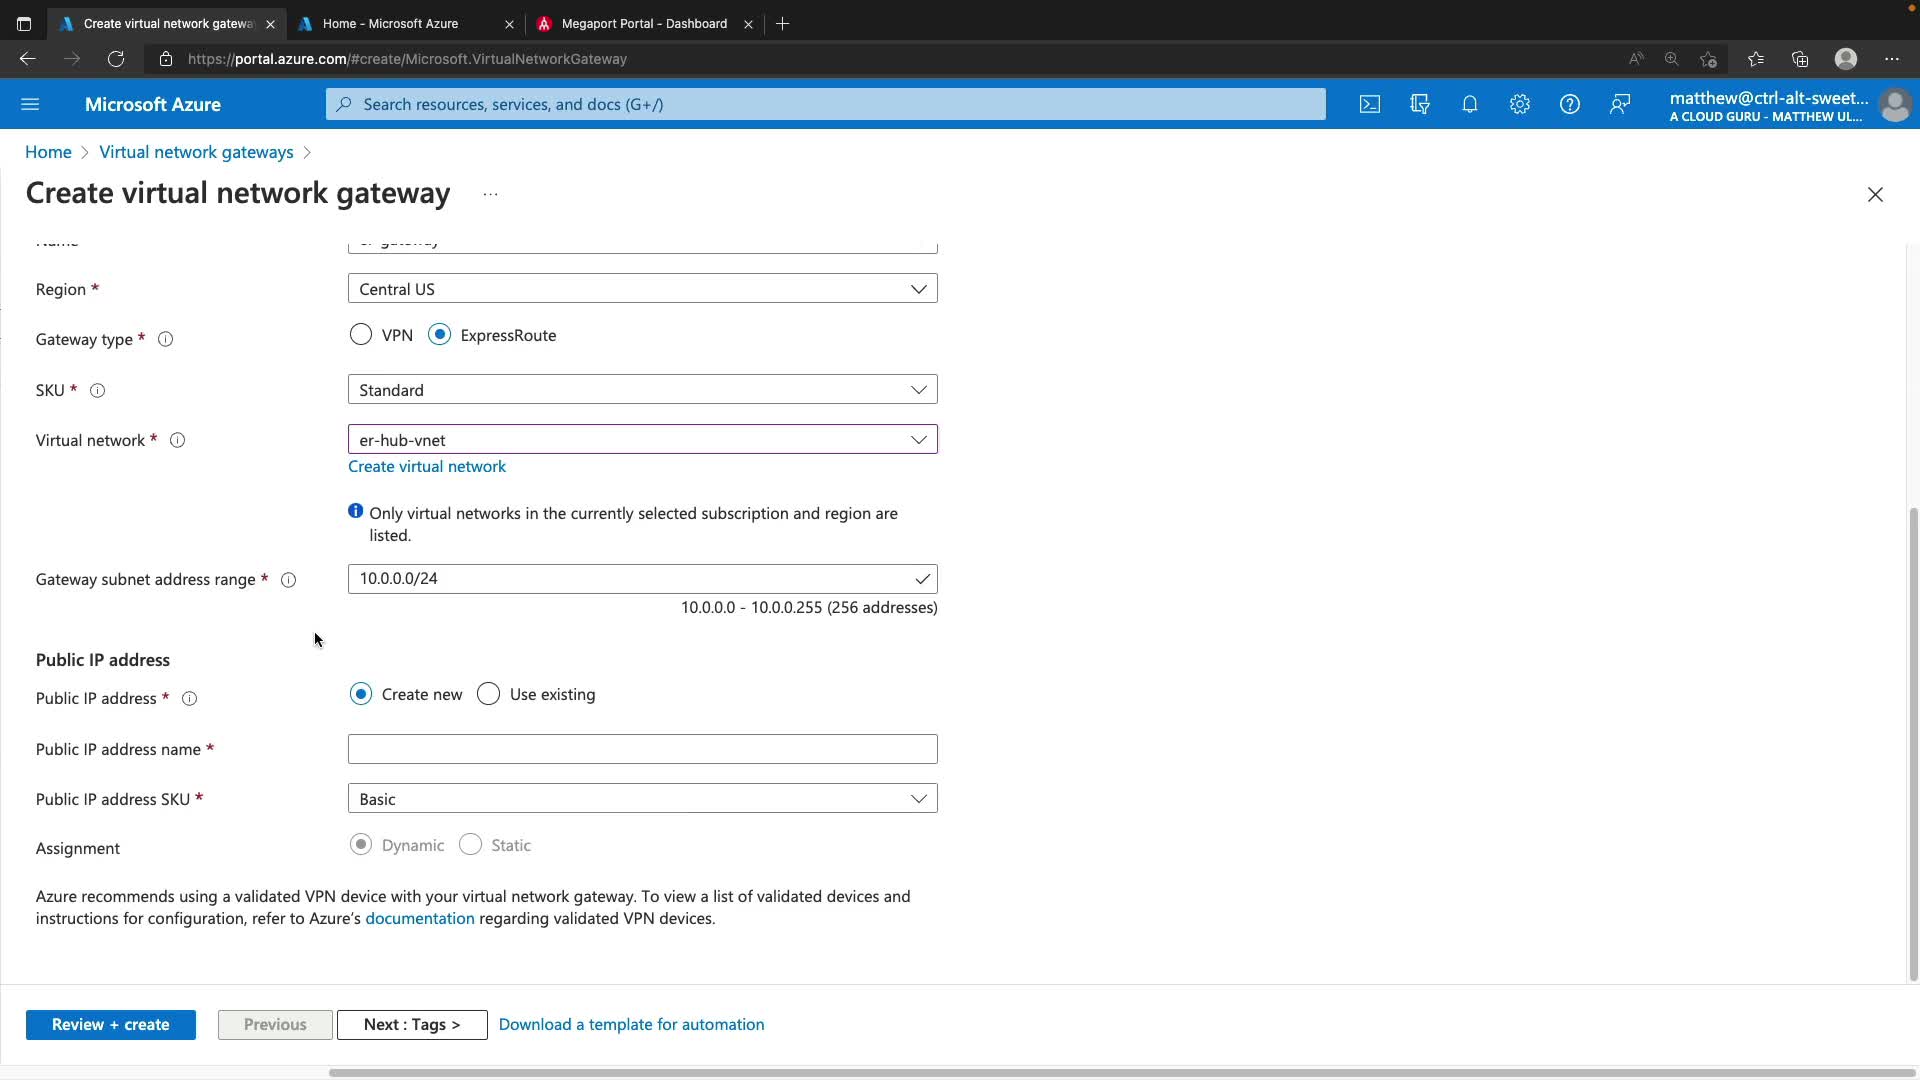 Create virtual network gatewa
Home - Microsoft Azure
Megaport Portal - Dashboard
https://portal.azure.com/#create/Microsoft.VirtualNetworkGateway
Microsoft Azure
Search resources, services, and docs (G+/)
matthew@ctrl-alt-sweet...
A CLOUD GURU - MATTHEW UL...
Home > Virtual network gateways >
Create virtual network gateway ...
Region *
Central US
Gateway type *
VPN
ExpressRoute
SKU *
Standard
Virtual network *
er-hub-vnet
Create virtual network
Only virtual networks in the currently selected subscription and region are
listed.
Gateway subnet address range *
10.0.0.0/24
10.0.0.0 - 10.0.0.255 (256 addresses)
Public IP address
Public IP address *
Create new
Use existing
Public IP address name *
Public IP address SKU *
Basic
Assignment
Dynamic
Static
Azure recommends using a validated VPN device with your virtual network gateway. To view a list of validated devices and
instructions for configuration, refer to Azure's documentation regarding validated VPN devices.
Review + create
Previous
Next : Tags >
Download a template for automation